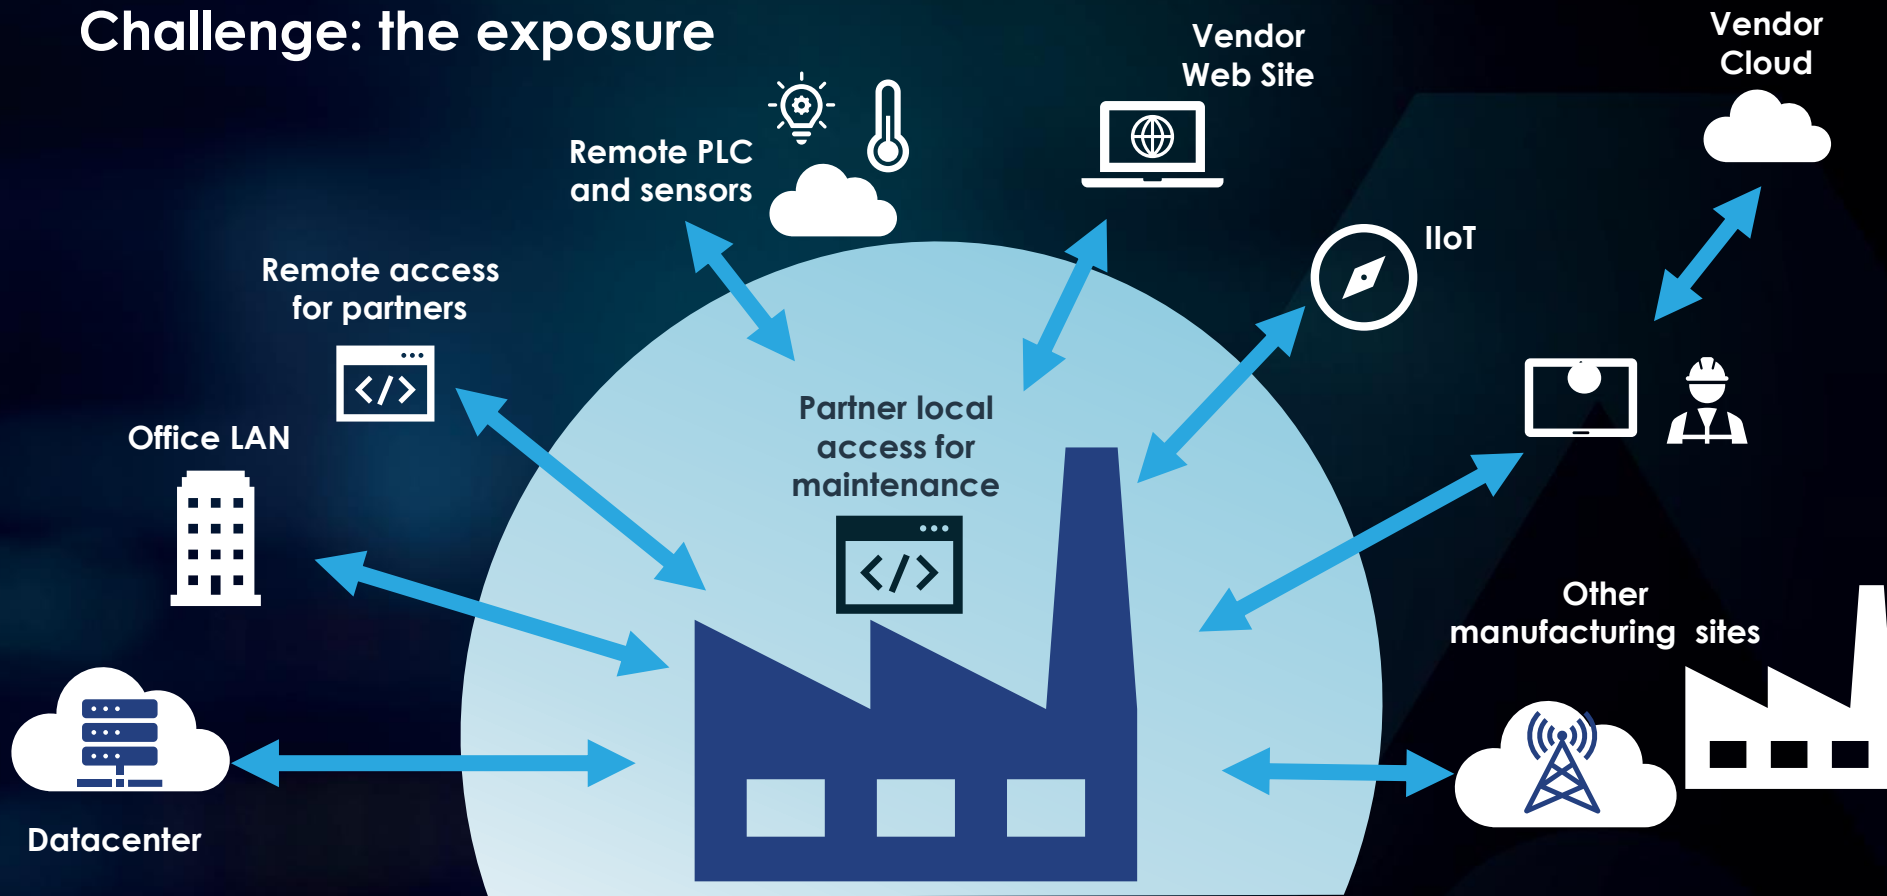 Challenge: the exposure
Vendor
Web Site
Vendor
Cloud
Remote PLC
and sensors
IIoT
Remote access
for partners
</>
Office LAN
Partner local
access for
maintenance
</>
Other
manufacturing sites
Datacenter